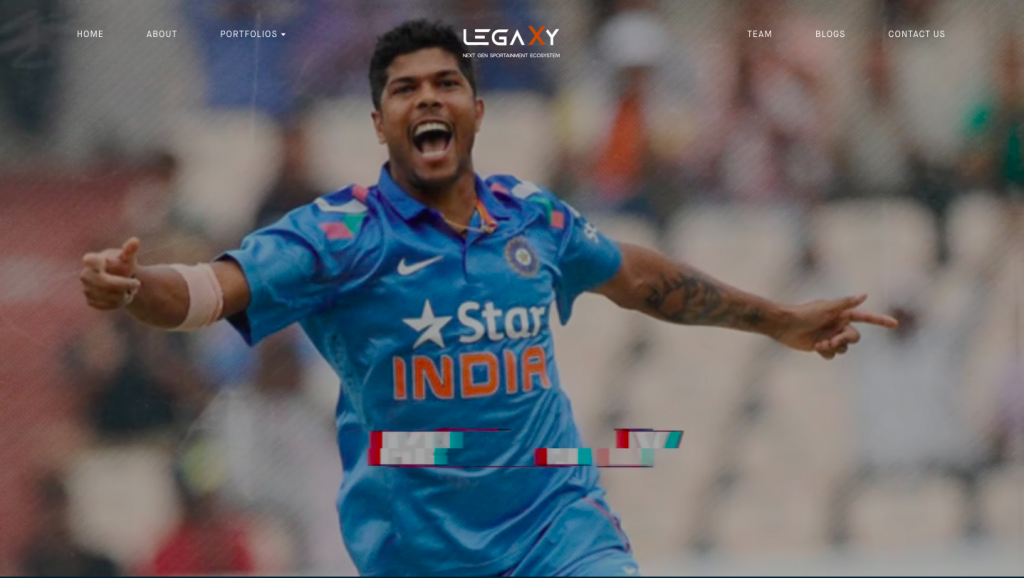 HOME
ABOUT
PORTFOLIOS
LEGAXY
NEXT GEN SPORTAINMENT ECOSYSTEM
TEAM
BLOGS
CONTACT US
Star
INDIA